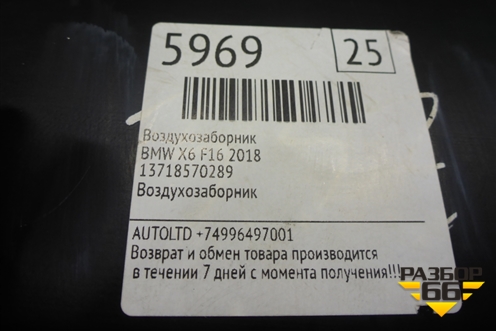 5969
25
Воздухозаборник
BMW X6 F16 2018
13718570289
Воздухозаборник
AUTOLTD +74996497001
Возврат и обмен товара производится
в течении 7 дней с момента получения!!!
РАЗБОР
66